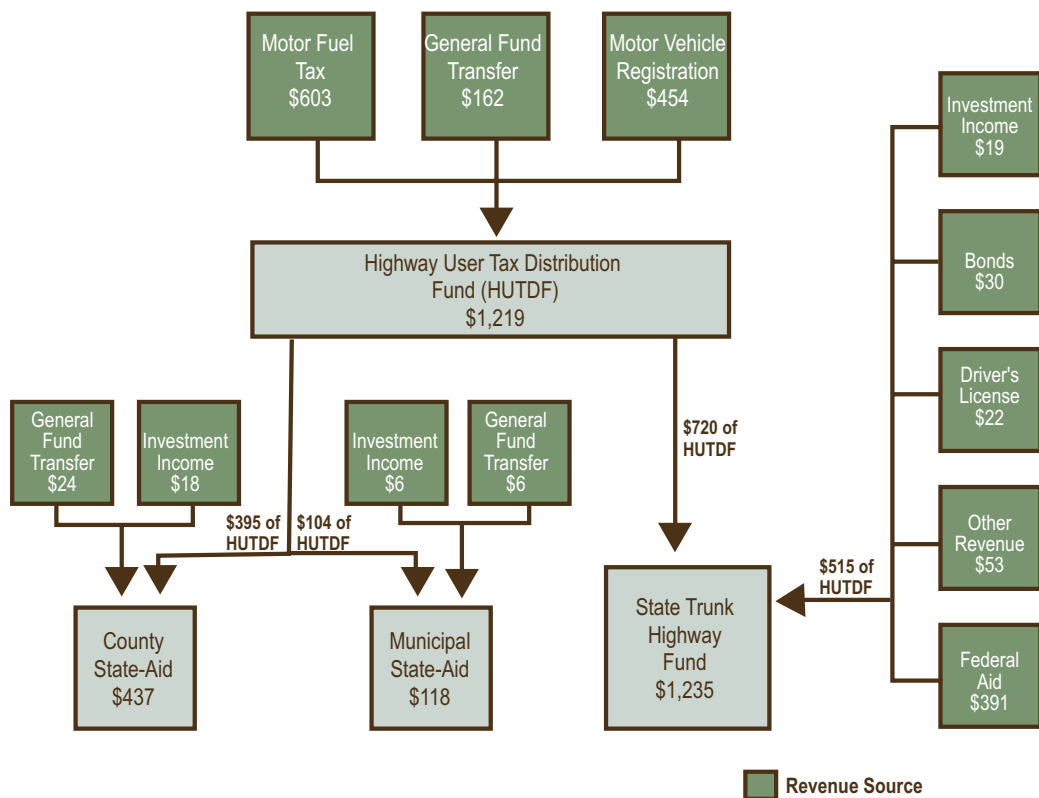 Motor Fuel
Tax
$603
General Fund
Transfer
$162
Motor Vehicle
Registration
$454
Highway User Tax Distribution
Fund (HUTDF)
$1,219
General
Fund
Transfer
$24
Investment
Income
$18
Investment
Income
$6
General
Fund
Transfer
$6
$395 of
HUTDF
$104 of
HUTDF
$720 of
HUTDF
County
State-Aid
$437
Municipal
State-Aid
$118
State Trunk
Highway
Fund
$1,235
$515 of
HUTDF
Investment
Income
$19
Bonds
$30
Driver's
License
$22
Other
Revenue
$53
Federal
Aid
$391
Revenue Source